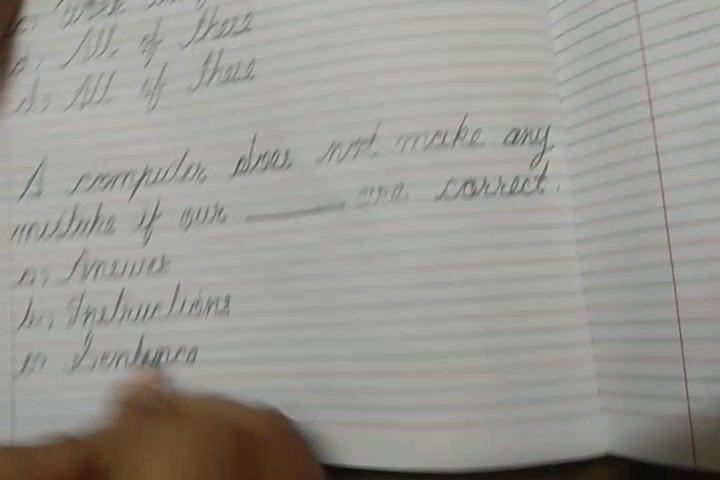 All of these
d) All of these
A computer does not make any
mistake if our ______ are correct.
a) Answer
b) Instructions
c) Sentence